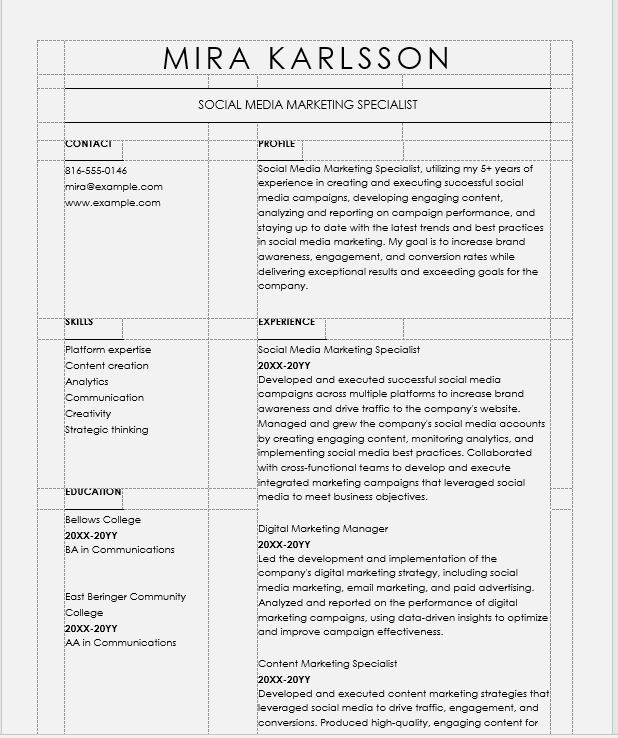 MIRA KARLSSON
SOCIAL MEDIA MARKETING SPECIALIST
CONTACT
816-555-0146
mira@example.com
www.example.com
PROFILE
Social Media Marketing Specialist, utilizing my 5+ years of
experience in creating and executing successful social
media campaigns, developing engaging content,
analyzing and reporting on campaign performance, and
staying up to date with the latest trends and best practices
in social media marketing. My goal is to increase brand
awareness, engagement, and conversion rates while
delivering exceptional results and exceeding goals for the
company.
SKILLS
Platform expertise
Content creation
Analytics
Communication
Creativity
Strategic thinking
EDUCATION
Bellows College
20XX-20YY
BA in Communications
East Beringer Community
College
20XX-20YY
AA in Communications
EXPERIENCE
Social Media Marketing Specialist
20XX-20YY
Developed and executed successful social media
campaigns across multiple platforms to increase brand
awareness and drive traffic to the company's website.
Managed and grew the company's social media accounts
by creating engaging content, monitoring analytics, and
implementing social media best practices. Collaborated
with cross-functional teams to develop and execute
integrated marketing campaigns that leveraged social
media to meet business objectives.
Digital Marketing Manager
20XX-20YY
Led the development and implementation of the
company's digital marketing strategy, including social
media marketing, email marketing, and paid advertising.
Analyzed and reported on the performance of digital
marketing campaigns, using data-driven insights to optimize
and improve campaign effectiveness.
Content Marketing Specialist
20XX-20YY
Developed and executed content marketing strategies that
leveraged social media to drive traffic, engagement, and
conversions. Produced high-quality, engaging content for